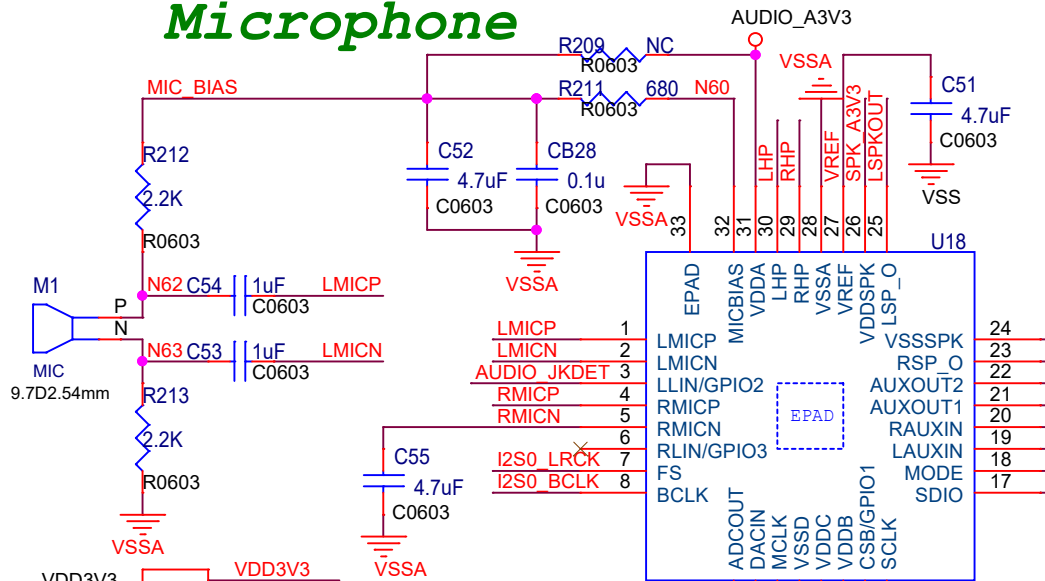 Microphone
AUDIO_A3V3
R209 NC
R0603
VSSA
MIC_BIAS
R211 680 N60
R0603
C51
4.7uF
C0603
VSS
R212
2.2K
R0603
C52
4.7uF
C0603
CB28
0.1u
C0603
VSSA
LHP
RHP
VREF
SPK_A3V3
LSPKOUT
VSSA
33
32
31
30
29
28
27
26
25
U18
M1
P
N
MIC
9.7D2.54mm
N62 C54 1uF LMICP
C0603
N63 C53 1uF LMICN
C0603
R213
2.2K
R0603
VSSA
EPAD
MICBIAS
VDDA
LHP
RHP
VSSA
VREF
VDDSPK
LSP_O
LMICP 1 LMICP
LMICN 2 LMICN
AUDIO_JKDET 3 LLIN/GPIO2
RMICP 4 RMICP
RMICN 5 RMICN
6 RLIN/GPIO3
I2S0_LRCK 7 FS
I2S0_BCLK 8 BCLK
EPAD
VSSSPK 24
RSP_O 23
AUXOUT2 22
AUXOUT1 21
RAUXIN 20
LAUXIN 19
MODE 18
SDIO 17
C55
4.7uF
C0603
VSSA
ADCOUT
DACIN
MCLK
VSSD
VDDC
VDDB
CSB/GPIO1
SCLK
VDD3V3 VDD3V3